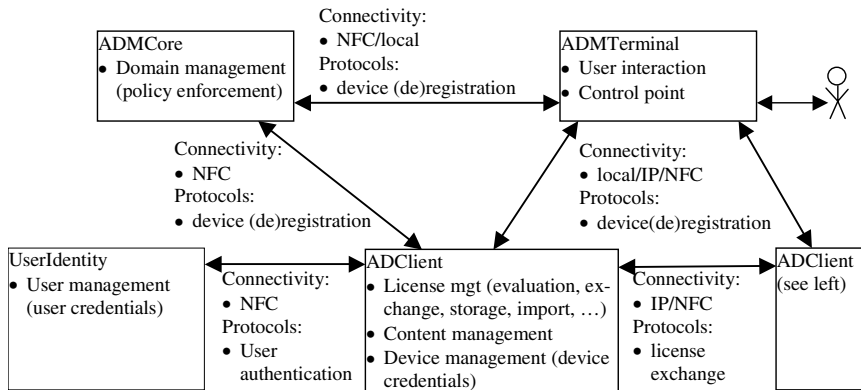 ADMCore
• Domain management
(policy enforcement)
Connectivity:
• NFC/local
Protocols:
• device (de)registration
ADMTerminal
• User interaction
• Control point
Connectivity:
• NFC
Protocols:
• device (de)registration
Connectivity:
• local/IP/NFC
Protocols:
• device(de)registration
UserIdentity
• User management
(user credentials)
Connectivity:
• NFC
Protocols:
• User
authentication
ADClient
• License mgt (evaluation, ex-
change, storage, import, …)
• Content management
• Device management (device
credentials)
Connectivity:
• IP/NFC
Protocols:
• license
exchange
ADClient
(see left)